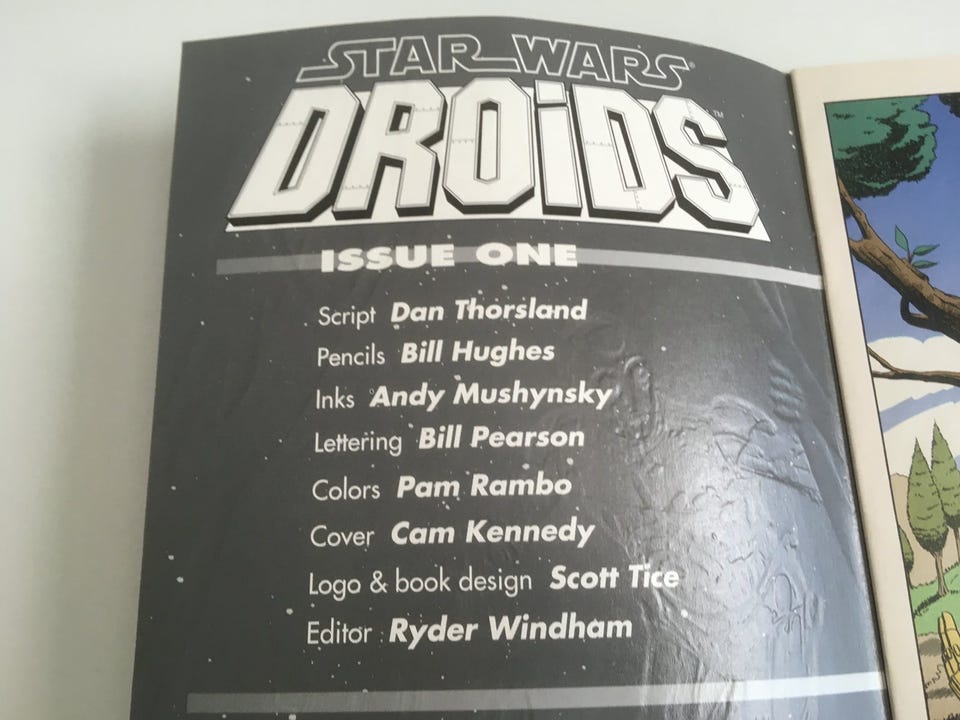 STAR WARS®
DROiDS™
ISSUE ONE
Script Dan Thorsland
Pencils Bill Hughes
Inks Andy Mushynsky
Lettering Bill Pearson
Colors Pam Rambo
Cover Cam Kennedy
Logo & book design Scott Tice
Editor Ryder Windham